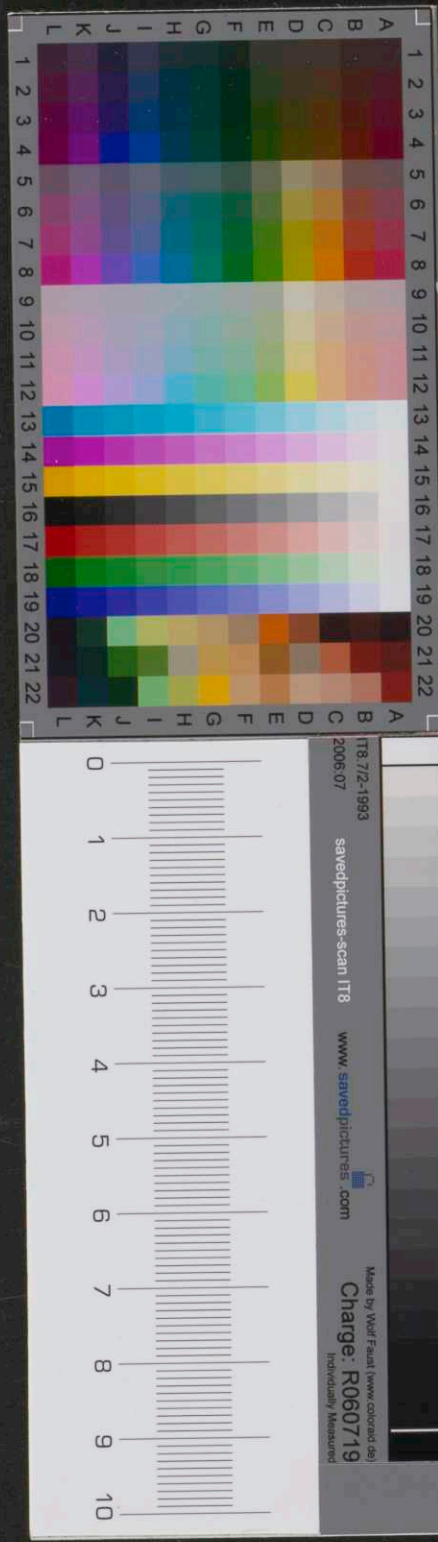 L K J I H G F E D C B A
1 2 3 4 5 6 7 8 9 10 11 12 13 14 15 16 17 18 19 20 21 22
1 2 3 4 5 6 7 8 9 10 11 12 13 14 15 16 17 18 19 20 21 22
L K J I H G F E D C B A
IT8.7/2-1993
2006:07
savedpictures-scan IT8
www.savedpictures.com
Made by Wolf Faust (www.coloraid.de)
Charge: R060719
Individually Measured
0 1 2 3 4 5 6 7 8 9 10